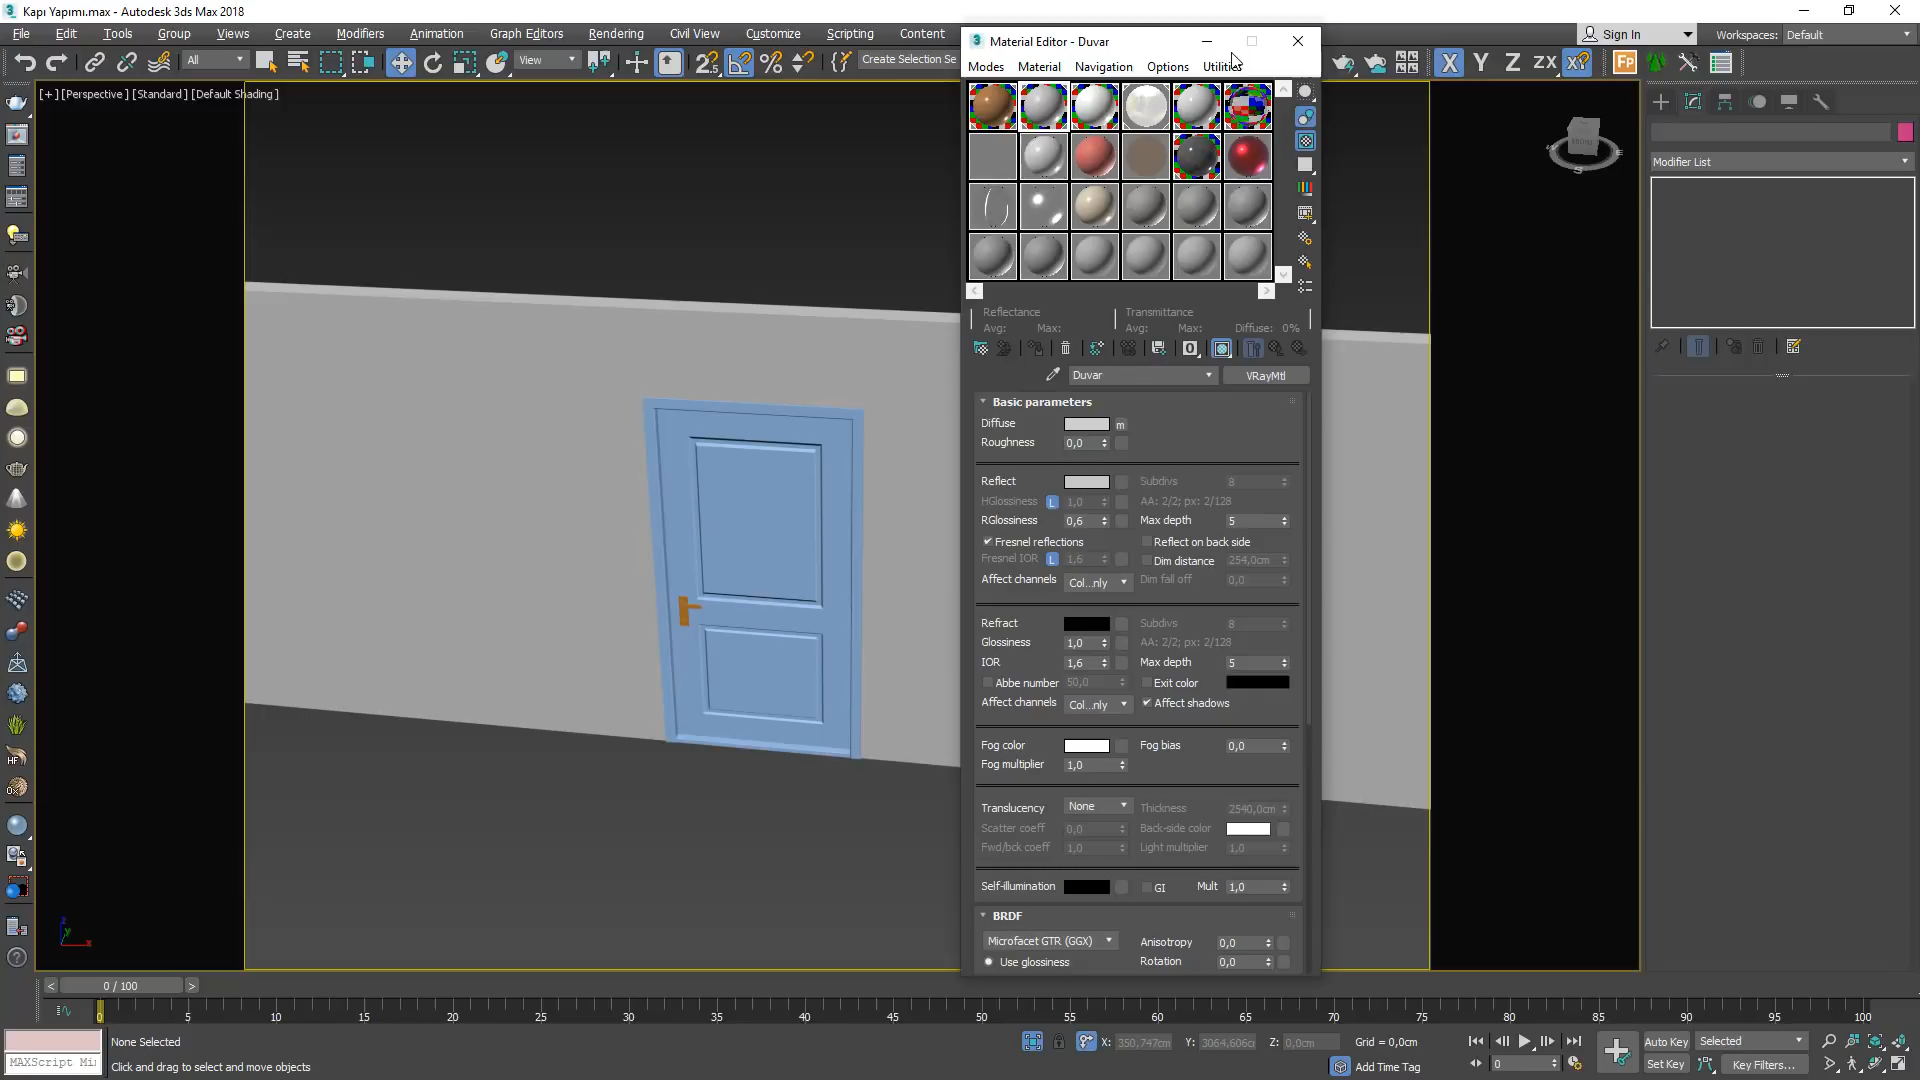 Kapı Yapımı.max - Autodesk 3ds Max 2018
File Edit Tools Group Views Create Modifiers Animation Graph Editors Rendering Civil View Customize Scripting Content
Sign In Workspaces: Default
All View Create Selection Se
X Y Z ZX
[+] [Perspective ] [Standard ] [Default Shading ]
Material Editor - Duvar
Modes Material Navigation Options Utilities
Reflectance Transmittance
Avg: Max: Avg: Max: Diffuse: 0%
Duvar VRayMtl
Basic parameters
Diffuse m
Roughness 0,0
Reflect Subdivs 8
HGlossiness L 1,0 AA: 2/2; px: 2/128
RGlossiness 0,6 Max depth 5
Fresnel reflections Reflect on back side
Fresnel IOR L 1,6 Dim distance 254,0cm
Affect channels Col...nly Dim fall off 0,0
Refract Subdivs 8
Glossiness 1,0 AA: 2/2; px: 2/128
IOR 1,6 Max depth 5
Abbe number 50,0 Exit color
Affect channels Col...nly Affect shadows
Fog color Fog bias 0,0
Fog multiplier 1,0
Translucency None Thickness 2540,0cm
Scatter coeff 0,0 Back-side color
Fwd/bck coeff 1,0 Light multiplier 1,0
Self-illumination GI Mult 1,0
BRDF
Microfacet GTR (GGX) Anisotropy 0,0
Use glossiness Rotation 0,0
Modifier List
0 / 100
0 5 10 15 20 25 30 35 40 45 50 55 60 65 70 75 80 85 90 95 100
None Selected X: 350,747cm Y: 3064,606cm Z: 0,0cm Grid = 0,0cm Auto Key Selected
MAXScript Mi Click and drag to select and move objects Add Time Tag 0 Set Key Key Filters...